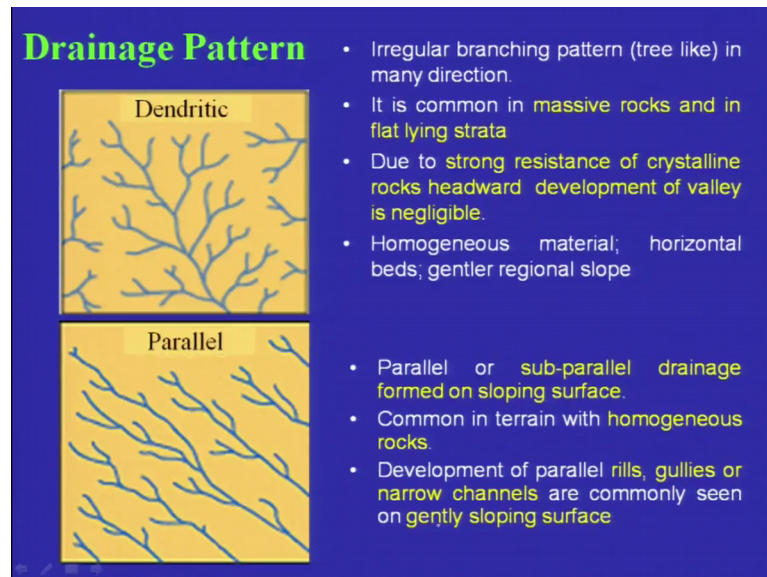 Drainage Pattern
Dendritic
• Irregular branching pattern (tree like) in
many direction.
• It is common in massive rocks and in
flat lying strata
• Due to strong resistance of crystalline
rocks headward development of valley
is negligible.
• Homogeneous material; horizontal
beds; gentler regional slope
Parallel
• Parallel or sub-parallel drainage
formed on sloping surface.
• Common in terrain with homogeneous
rocks.
• Development of parallel rills, gullies or
narrow channels are commonly seen
on gently sloping surface